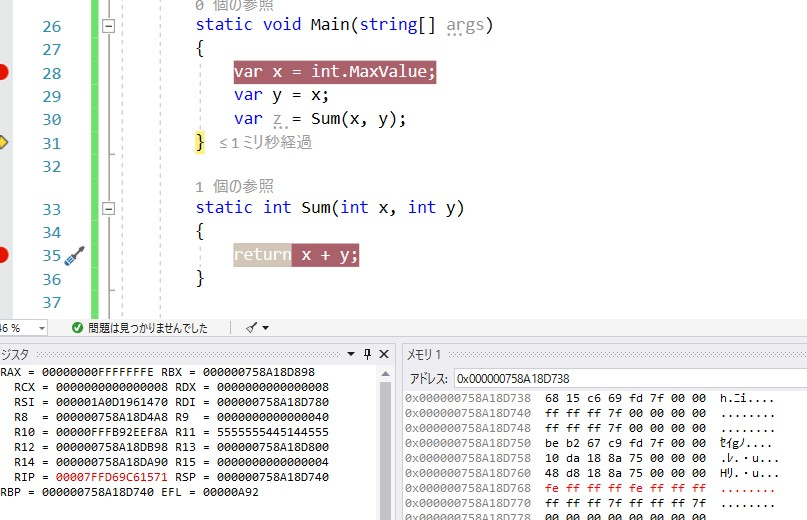 0 個の参照
26 static void Main(string[] args)
27 {
28 var x = int.MaxValue;
29 var y = x;
30 var z = Sum(x, y);
31 } ≤1ミリ秒経過
32
1 個の参照
33 static int Sum(int x, int y)
34 {
35 return x + y;
36 }
37
46 % 問題は見つかりませんでした
ジスタ
RAX = 00000000FFFFFFFE RBX = 000000758A18D898
RCX = 0000000000000008 RDX = 0000000000000008
RSI = 000001A0D1961470 RDI = 000000758A18D780
R8 = 000000758A18D4A8 R9 = 0000000000000040
R10 = 00000FFFB92EEF8A R11 = 5555555445144555
R12 = 000000758A18DB98 R13 = 000000758A18D800
R14 = 000000758A18DA90 R15 = 0000000000000004
RIP = 00007FFD69C61571 RSP = 000000758A18D740
RBP = 000000758A18D740 EFL = 00000A92
メモリ 1
アドレス: 0x000000758A18D738
0x000000758A18D738 68 15 c6 69 fd 7f 00 00 h.ﾆi....
0x000000758A18D740 ff ff ff 7f 00 00 00 00 ........
0x000000758A18D748 ff ff ff 7f 00 00 00 00 ........
0x000000758A18D750 be b2 67 c9 fd 7f 00 00 ｾｲgﾉ....
0x000000758A18D758 10 da 18 8a 75 00 00 00 .ﾚ.・u...
0x000000758A18D760 48 d8 18 8a 75 00 00 00 Hﾘ.・u...
0x000000758A18D768 fe ff ff ff fe ff ff ff ........
0x000000758A18D770 ff ff ff 7f ff ff ff 7f ........
0x000000758A18D778 00 00 00 00 00 00 00 00